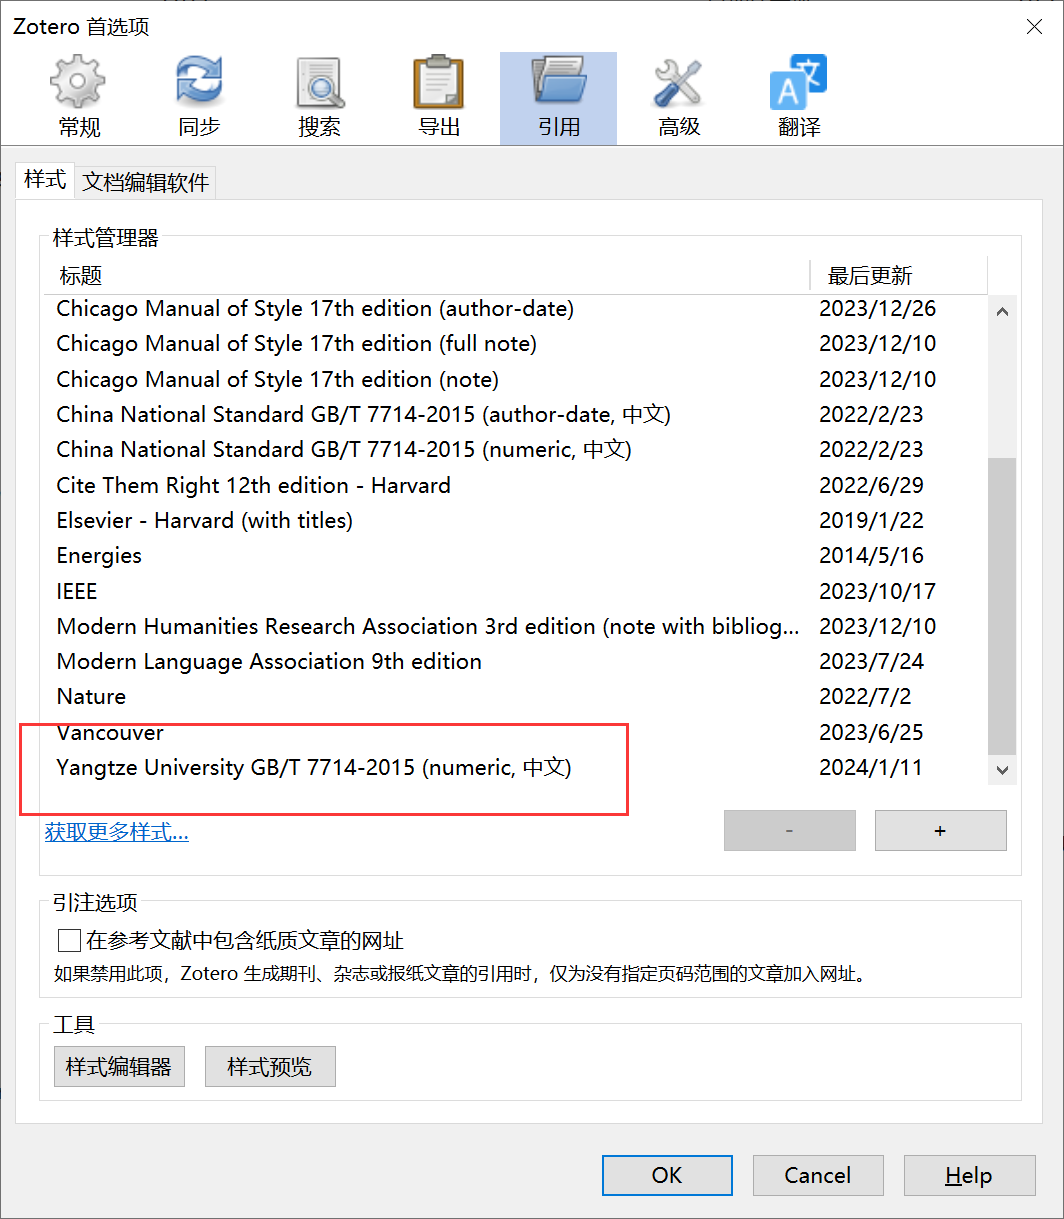 Zotero 首选项
常规 同步 搜索 导出 引用 高级 翻译
样式 文档编辑软件
样式管理器
标题 最后更新
Chicago Manual of Style 17th edition (author-date) 2023/12/26
Chicago Manual of Style 17th edition (full note) 2023/12/10
Chicago Manual of Style 17th edition (note) 2023/12/10
China National Standard GB/T 7714-2015 (author-date, 中文) 2022/2/23
China National Standard GB/T 7714-2015 (numeric, 中文) 2022/2/23
Cite Them Right 12th edition - Harvard 2022/6/29
Elsevier - Harvard (with titles) 2019/1/22
Energies 2014/5/16
IEEE 2023/10/17
Modern Humanities Research Association 3rd edition (note with bibliog... 2023/12/10
Modern Language Association 9th edition 2023/7/24
Nature 2022/7/2
Vancouver 2023/6/25
Yangtze University GB/T 7714-2015 (numeric, 中文) 2024/1/11
获取更多样式... - +
引注选项
在参考文献中包含纸质文章的网址
如果禁用此项，Zotero 生成期刊、杂志或报纸文章的引用时，仅为没有指定页码范围的文章加入网址。
工具
样式编辑器 样式预览
OK Cancel Help